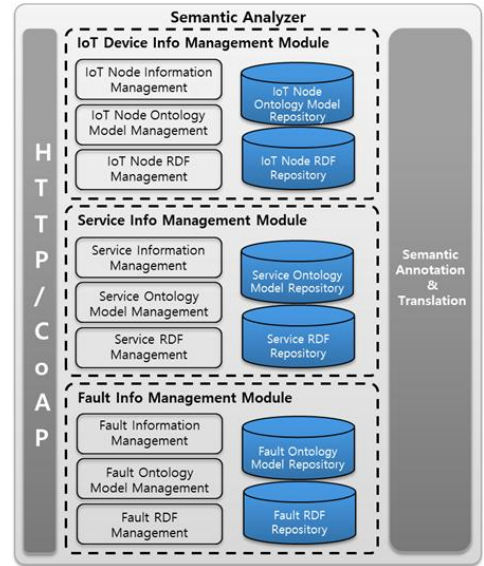 Semantic Analyzer
HTTP/CoAP
IoT Device Info Management Module
IoT Node Information
Management
IoT Node Ontology
Model Management
IoT Node RDF
Management
IoT Node
Ontology Model
Repository
IoT Node RDF
Repository
Service Info Management Module
Service Information
Management
Service Ontology
Model Management
Service RDF
Management
Service Ontology
Model Repository
Service RDF
Repository
Fault Info Management Module
Fault Information
Management
Fault Ontology
Model Management
Fault RDF
Management
Fault Ontology
Model Repository
Fault RDF
Repository
Semantic
Annotation
&
Translation